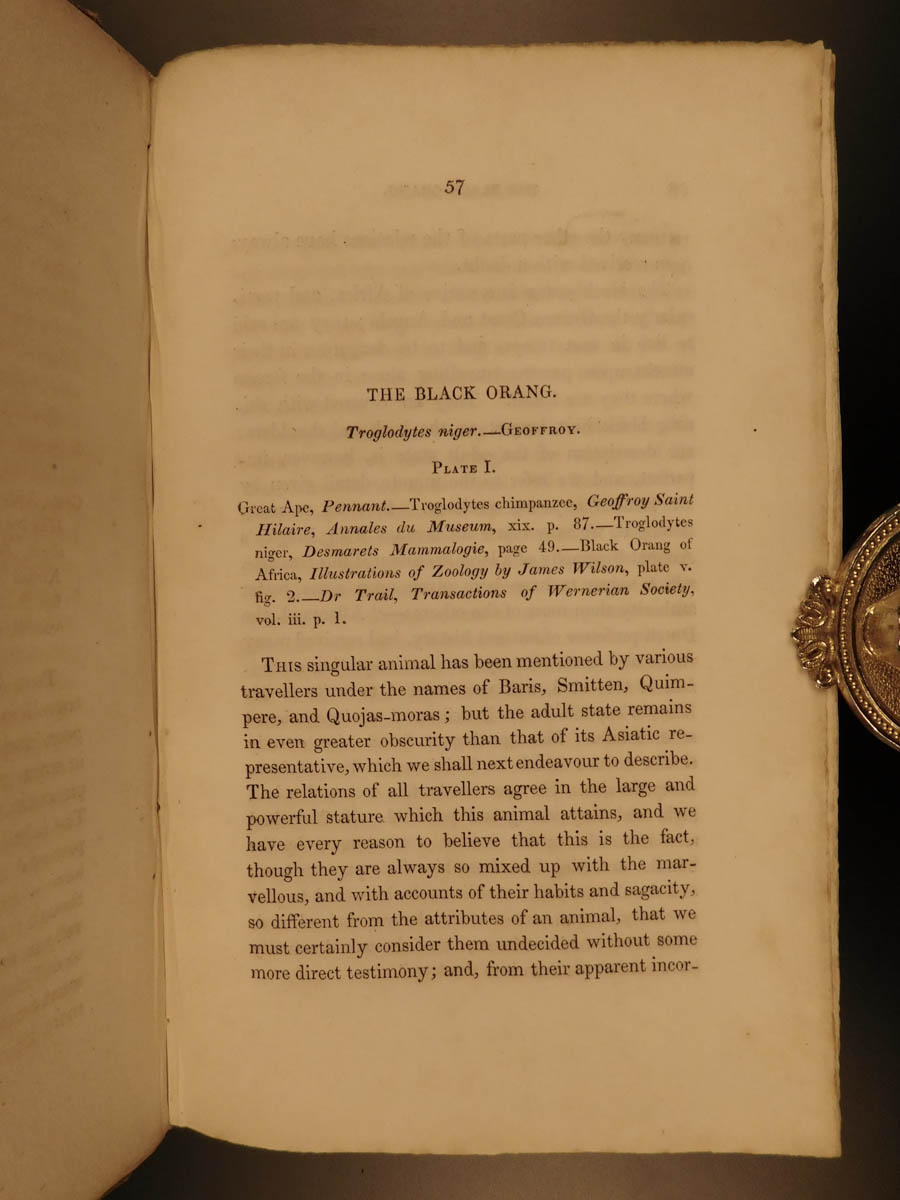 57
THE BLACK ORANG.
Troglodytes niger.—GEOFFROY.
PLATE I.
Great Ape, Pennant.—Troglodytes chimpanzee, Geoffroy Saint
Hilaire, Annales du Museum, xix. p. 87.—Troglodytes
niger, Desmarets Mammalogie, page 49.—Black Orang of
Africa, Illustrations of Zoology by James Wilson, plate v.
fig. 2.—Dr Trail, Transactions of Wernerian Society,
vol. iii. p. 1.
THIS singular animal has been mentioned by various
travellers under the names of Baris, Smitten, Quim-
pere, and Quojas-moras; but the adult state remains
in even greater obscurity than that of its Asiatic re-
presentative, which we shall next endeavour to describe.
The relations of all travellers agree in the large and
powerful stature which this animal attains, and we
have every reason to believe that this is the fact,
though they are always so mixed up with the mar-
vellous, and with accounts of their habits and sagacity,
so different from the attributes of an animal, that we
must certainly consider them undecided without some
more direct testimony; and, from their apparent incor-